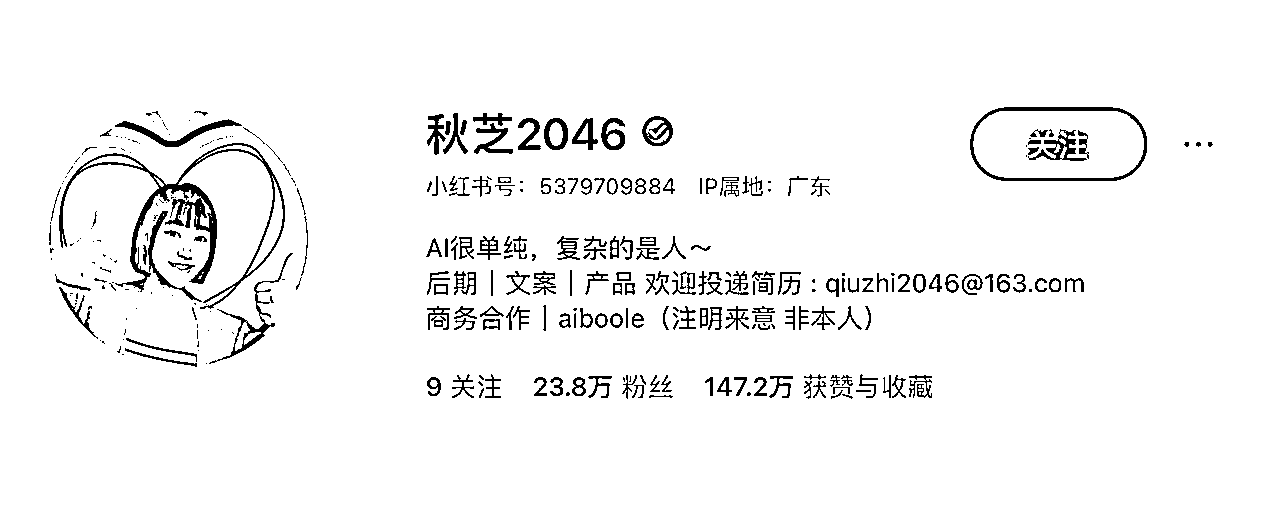 秋芝2046
关注
小红书号：5379709884 IP属地：广东
AI很单纯，复杂的是人～
后期｜文案｜产品 欢迎投递简历 : qiuzhi2046@163.com
商务合作｜aiboole（注明来意 非本人）
9 关注 23.8万 粉丝 147.2万 获赞与收藏